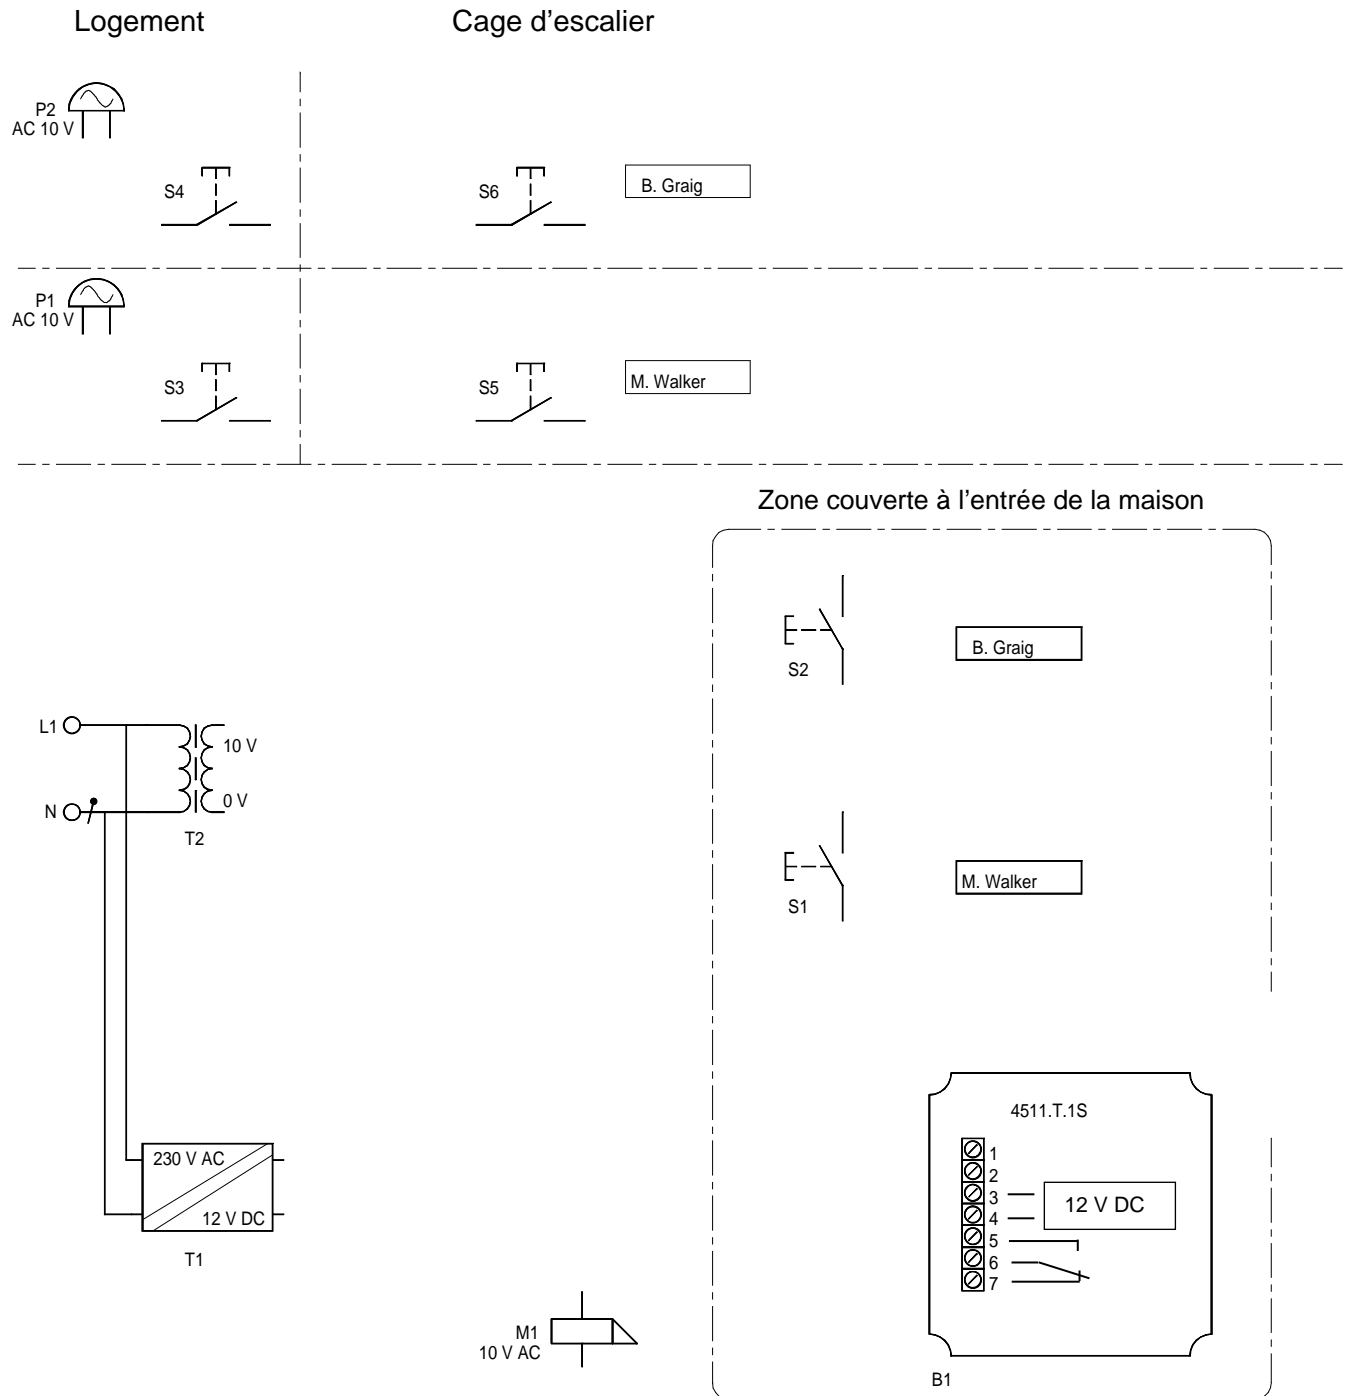 Logement
Cage d’escalier
P2
AC 10 V
S4
S6
B. Graig
P1
AC 10 V
S3
S5
M. Walker
Zone couverte à l’entrée de la maison
S2
B. Graig
L1
10 V
N
0 V
T2
S1
M. Walker
4511.T.1S
1
2
3
4
5
6
7
12 V DC
230 V AC
12 V DC
T1
M1
10 V AC
B1